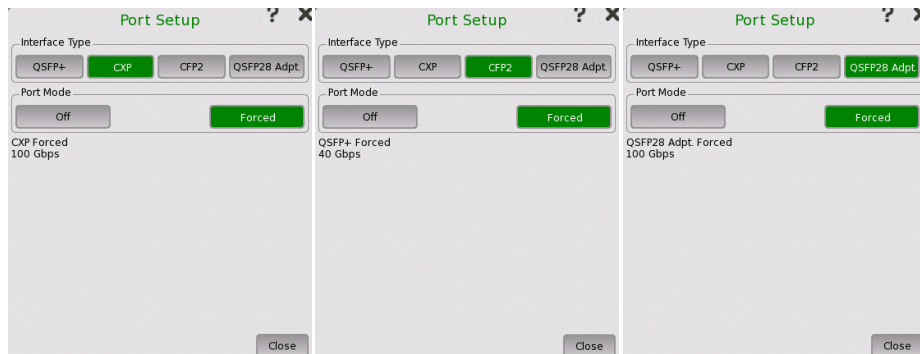 Port Setup ? X
Interface Type
QSFP+ CXP CFP2 QSFP28 Adpt.
Port Mode
Off Forced
CXP Forced
100 Gbps
Close
Port Setup ? X
Interface Type
QSFP+ CXP CFP2 QSFP28 Adpt.
Port Mode
Off Forced
QSFP+ Forced
40 Gbps
Close
Port Setup ?
Interface Type
QSFP+ CXP CFP2 QSFP28 Adpt.
Port Mode
Off Forced
QSFP28 Adpt. Forced
100 Gbps
Close